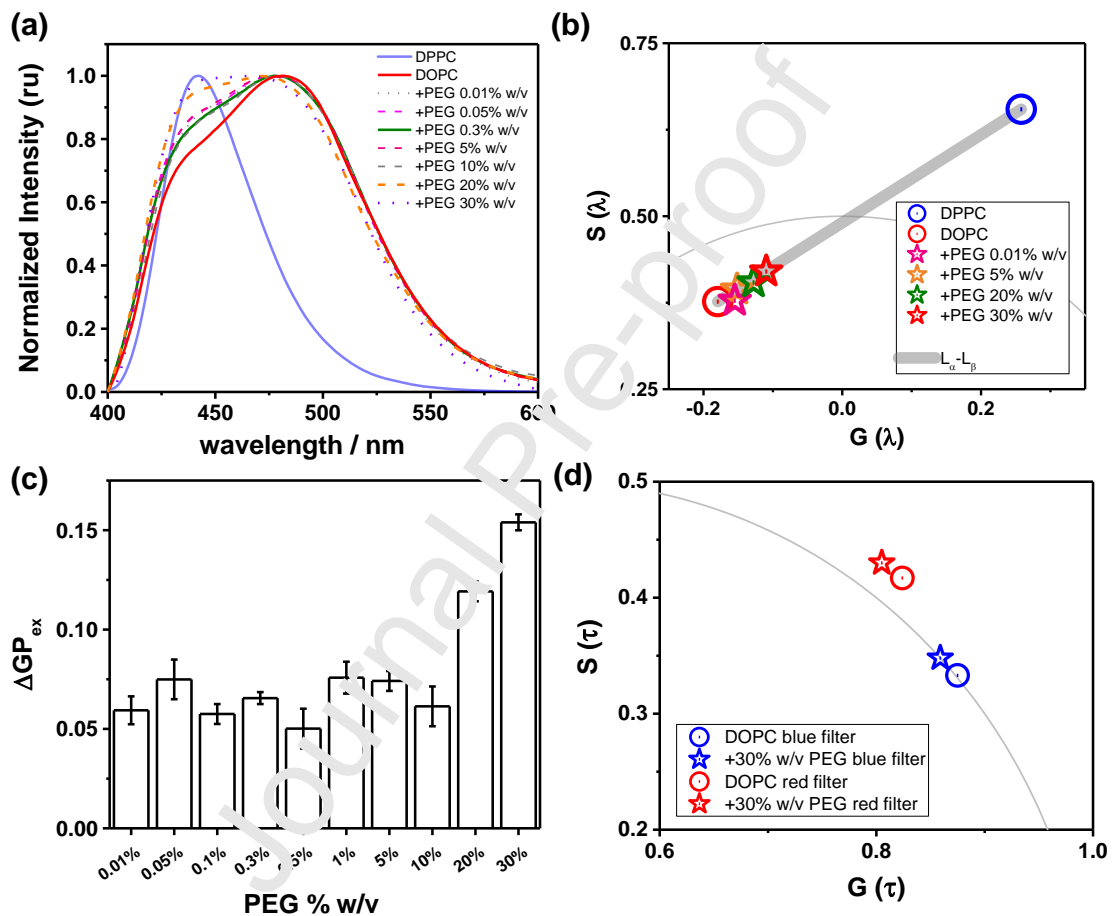 (a)
Normalized Intensity (ru)
1.0
0.8
0.6
0.4
0.2
0.0
400
450
500
550
600
wavelength / nm
DPPC
DOPC
+PEG 0.01% w/v
+PEG 0.05% w/v
+PEG 0.3% w/v
+PEG 5% w/v
+PEG 10% w/v
+PEG 20% w/v
+PEG 30% w/v
(b)
S (λ)
0.75
0.50
0.25
-0.2
0.0
0.2
G (λ)
DPPC
DOPC
+PEG 0.01% w/v
+PEG 5% w/v
+PEG 20% w/v
+PEG 30% w/v
Lα-Lβ
(c)
ΔGPex
0.15
0.10
0.05
0.00
0.01%
0.05%
0.1%
0.3%
1%
5%
10%
20%
30%
PEG % w/v
(d)
S (τ)
0.5
0.4
0.3
0.2
0.6
0.8
1.0
G (τ)
DOPC blue filter
+30% w/v PEG blue filter
DOPC red filter
+30% w/v PEG red filter
Journal Pre-proof